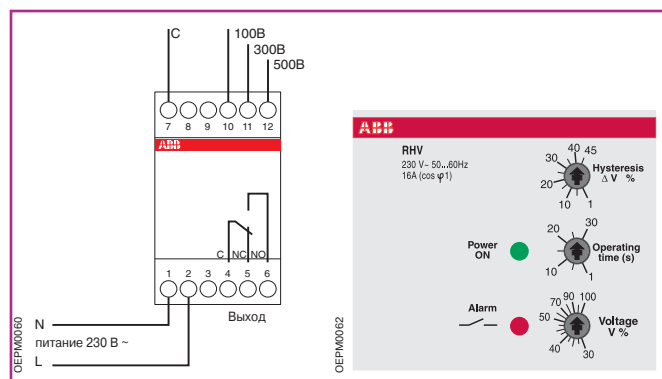 C
100В
300В
500В
7 8 9 10 11 12
ABB
C NC NO
1 2 3 4 5 6
Выход
N
питание 230 В ~
L
OEPM0060
ABB
RHV
230 V~ 50...60Hz
16A (cos φ1)
40 45
30
20
10 1
Hysteresis
Δ V %
Power
ON
30
20
10 1
Operating
time (s)
Alarm
90 100
70
50
40
30
Voltage
V %
OEPM0062